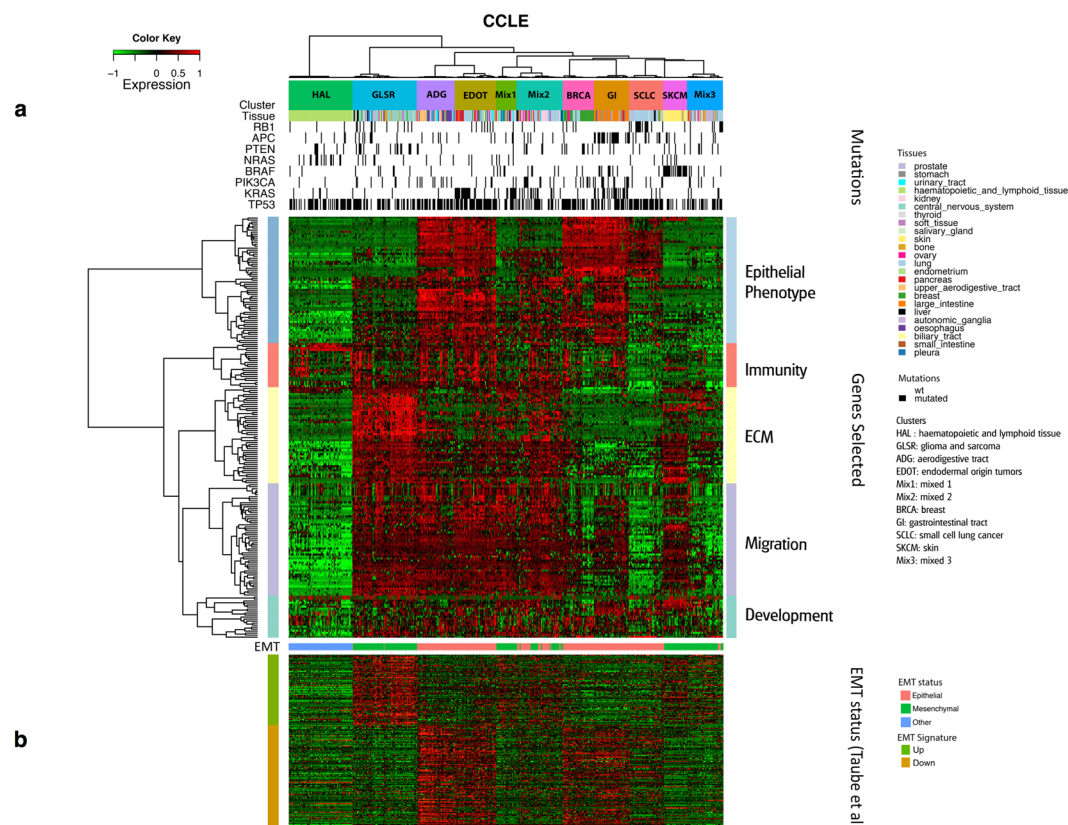 CCLE
Color Key
−1 0 0.5 1
Expression
a
HAL GLSR ADG EDOT Mix1 Mix2 BRCA GI SCLC SKCM Mix3
Cluster
Tissue
RB1
APC
PTEN
NRAS
BRAF
PIK3CA
KRAS
TP53
Mutations
Epithelial
Phenotype
Immunity
ECM
Migration
Development
Genes Selected
Tissues
prostate
stomach
urinary_tract
haematopoietic_and_lymphoid_tissue
kidney
central_nervous_system
thyroid
soft_tissue
salivary_gland
skin
bone
ovary
lung
endometrium
pancreas
upper_aerodigestive_tract
breast
large_intestine
liver
autonomic_ganglia
oesophagus
biliary_tract
small_intestine
pleura
Mutations
wt
mutated
Clusters
HAL : haematopoietic and lymphoid tissue
GLSR: glioma and sarcoma
ADG: aerodigestive tract
EDOT: endodermal origin tumors
Mix1: mixed 1
Mix2: mixed 2
BRCA: breast
GI: gastrointestinal tract
SCLC: small cell lung cancer
SKCM: skin
Mix3: mixed 3
EMT
b
EMT status (Taube et al
EMT status
Epithelial
Mesenchymal
Other
EMT Signature
Up
Down